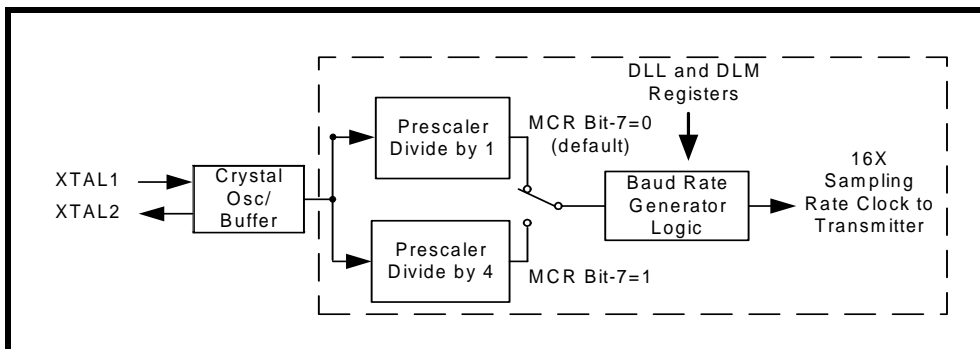 DLL and DLM
Registers
Prescaler
Divide by 1
MCR Bit-7=0
(default)
XTAL1
XTAL2
Crystal
Osc/
Buffer
Baud Rate
Generator
Logic
16X
Sampling
Rate Clock to
Transmitter
Prescaler
Divide by 4
MCR Bit-7=1